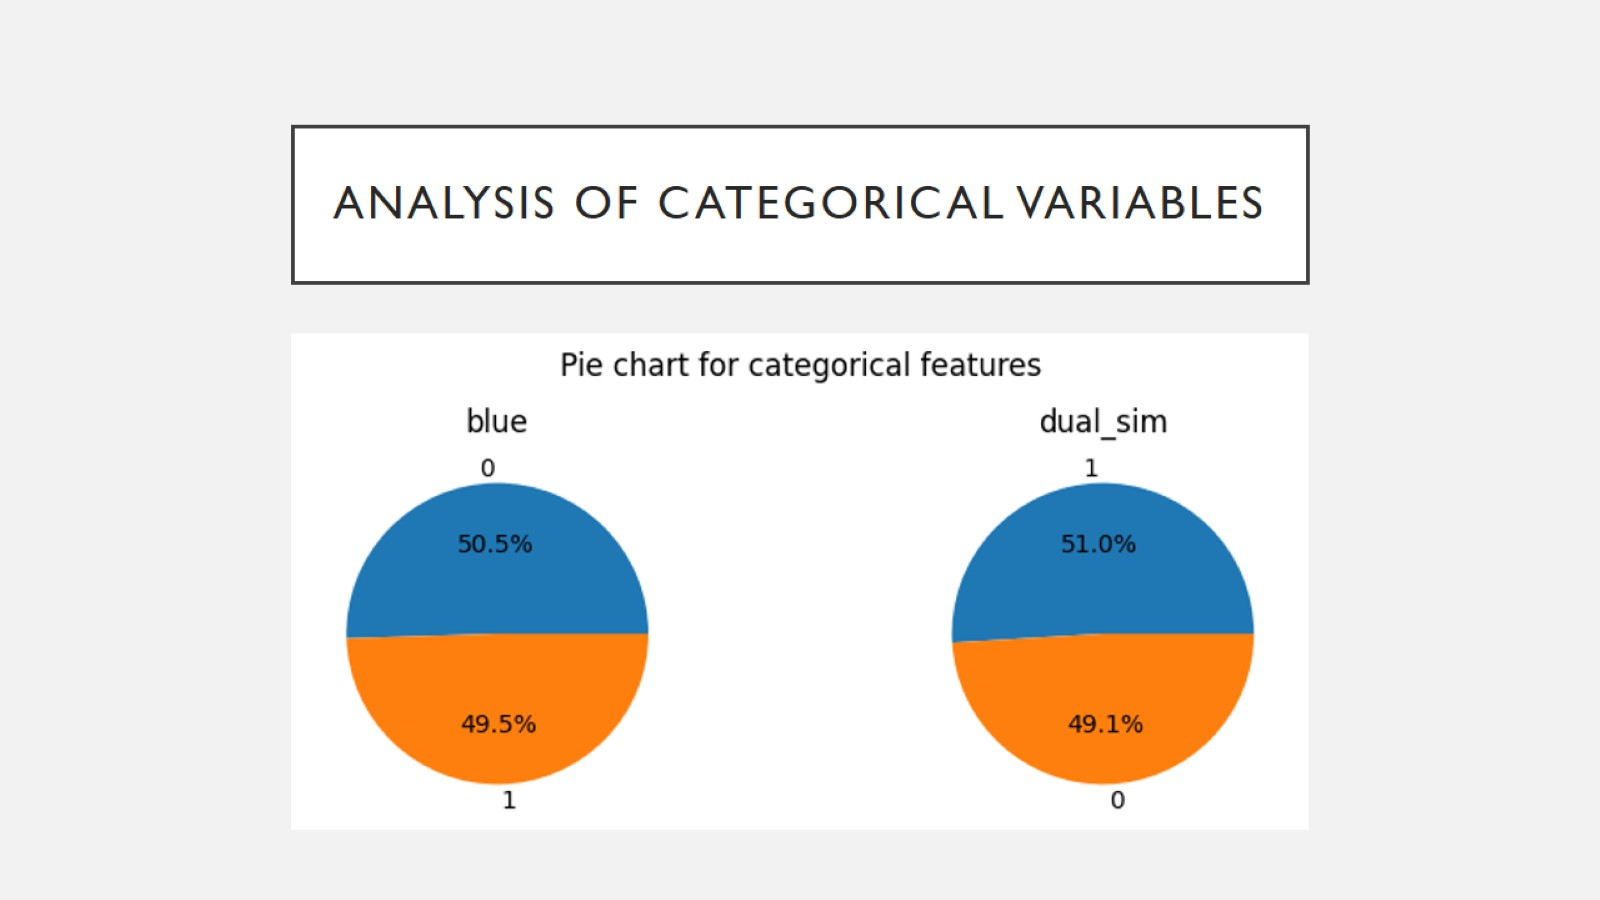 ANALYSIS OF CATEGORICAL VARIABLES
Pie chart for categorical features
blue
0
50.5%
49.5%
1
dual_sim
1
51.0%
49.1%
0